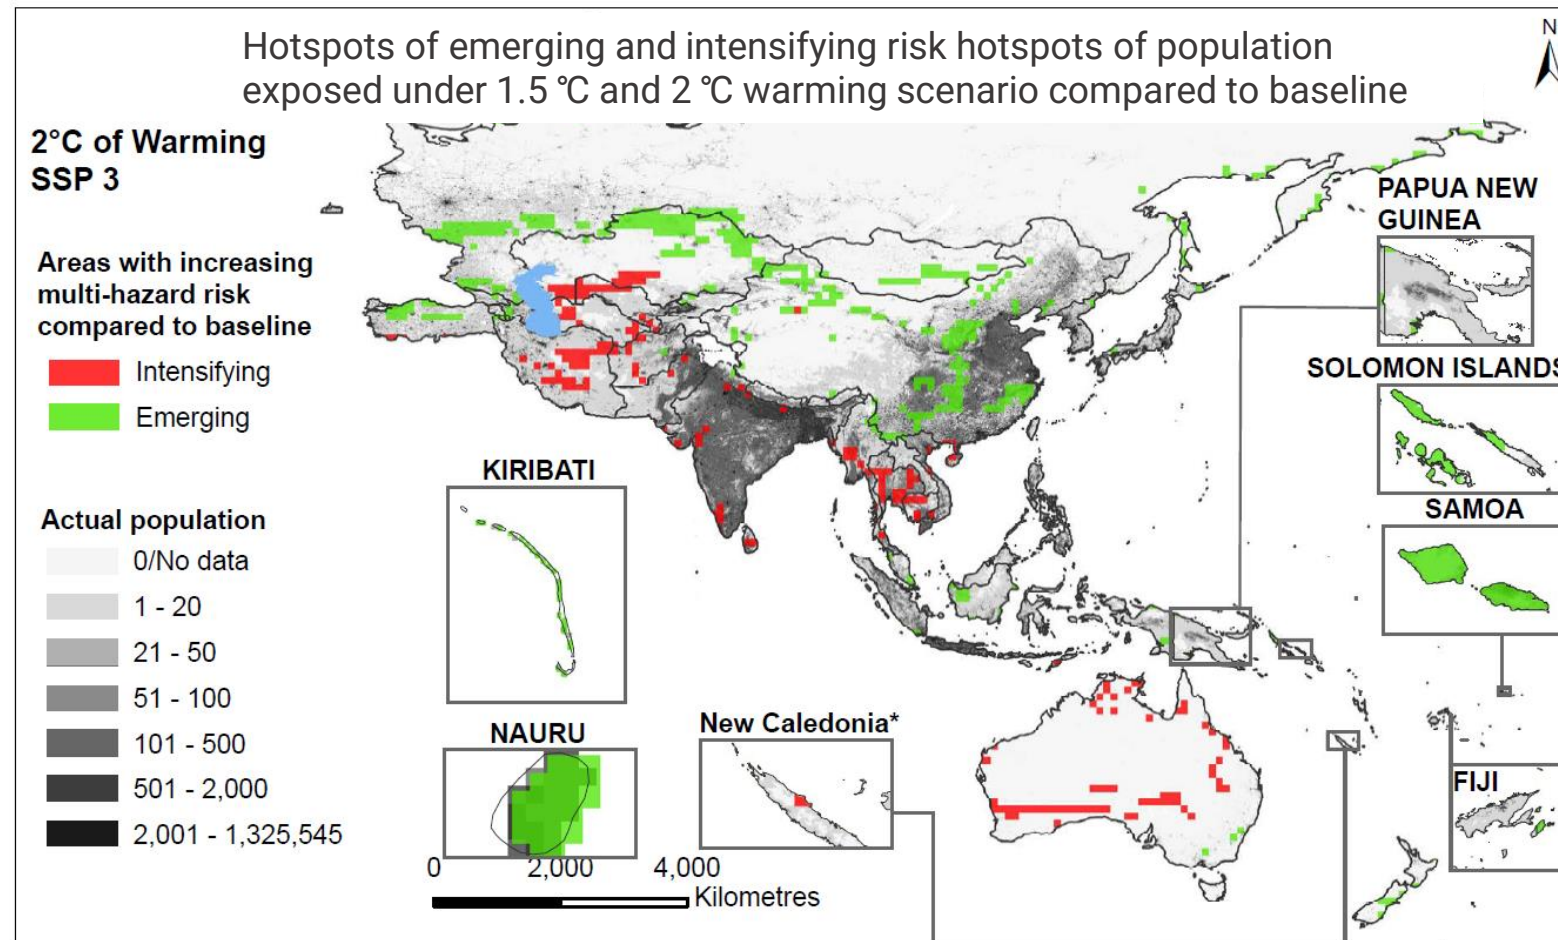 Hotspots of emerging and intensifying risk hotspots of population
exposed under 1.5 ℃ and 2 ℃ warming scenario compared to baseline
N
2°C of Warming
SSP 3
Areas with increasing
multi-hazard risk
compared to baseline
Intensifying
Emerging
Actual population
0/No data
1 - 20
21 - 50
51 - 100
101 - 500
501 - 2,000
2,001 - 1,325,545
KIRIBATI
NAURU
New Caledonia*
PAPUA NEW
GUINEA
SOLOMON ISLANDS
SAMOA
FIJI
0 2,000 4,000
Kilometres